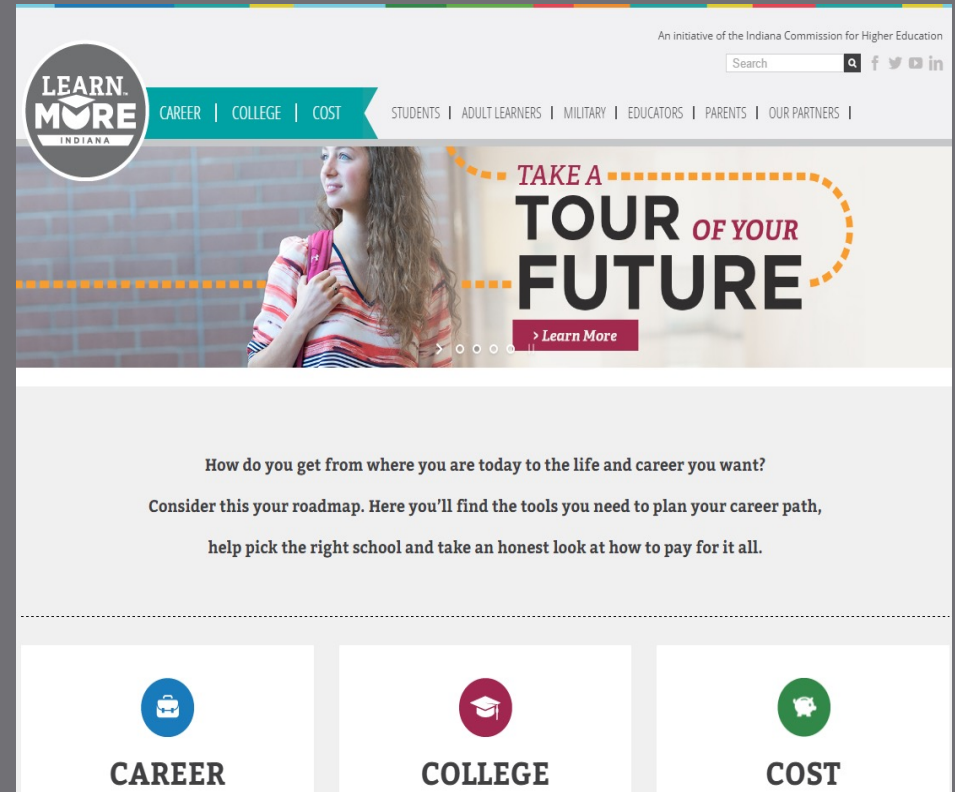 An initiative of the Indiana Commission for Higher Education
Search
f in
LEARN™
MORE
INDIANA
CAREER | COLLEGE | COST
STUDENTS | ADULT LEARNERS | MILITARY | EDUCATORS | PARENTS | OUR PARTNERS |
TAKE A
TOUR OF YOUR
FUTURE
> Learn More
How do you get from where you are today to the life and career you want?
Consider this your roadmap. Here you’ll find the tools you need to plan your career path,
help pick the right school and take an honest look at how to pay for it all.
CAREER COLLEGE COST